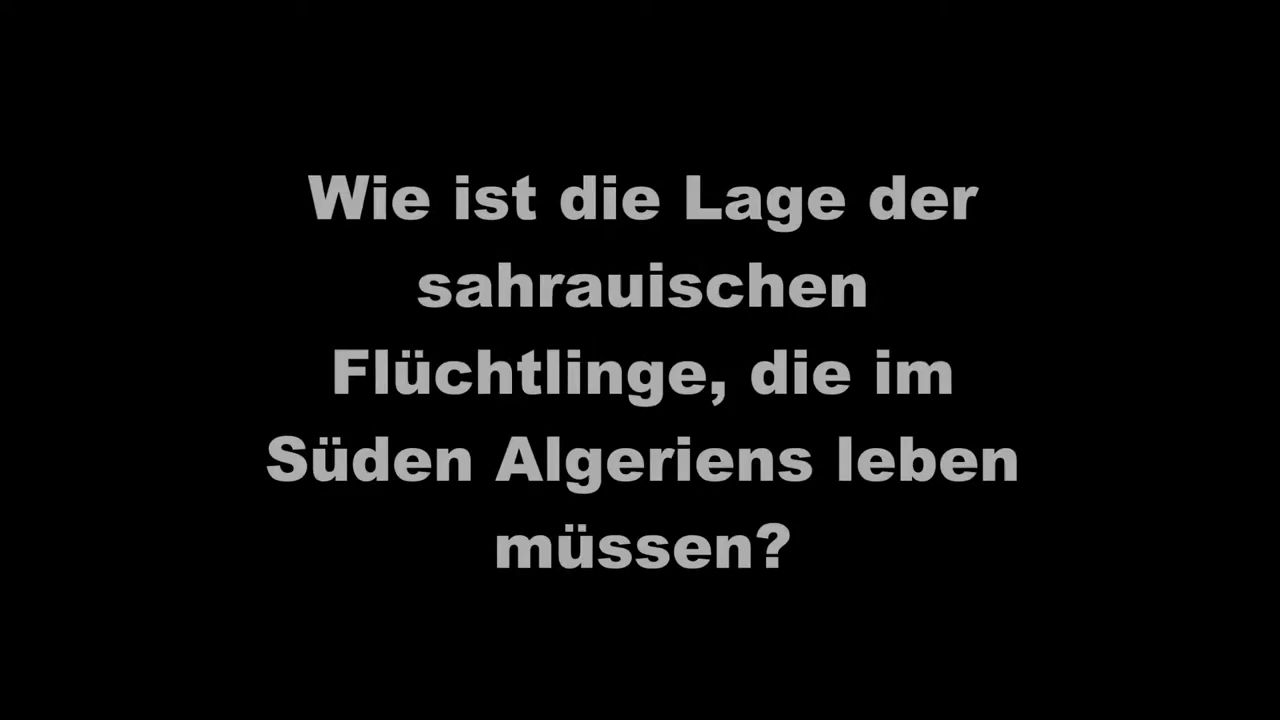 Wie ist die Lage der
sahrauischen
Flüchtlinge, die im
Süden Algeriens leben
müssen?